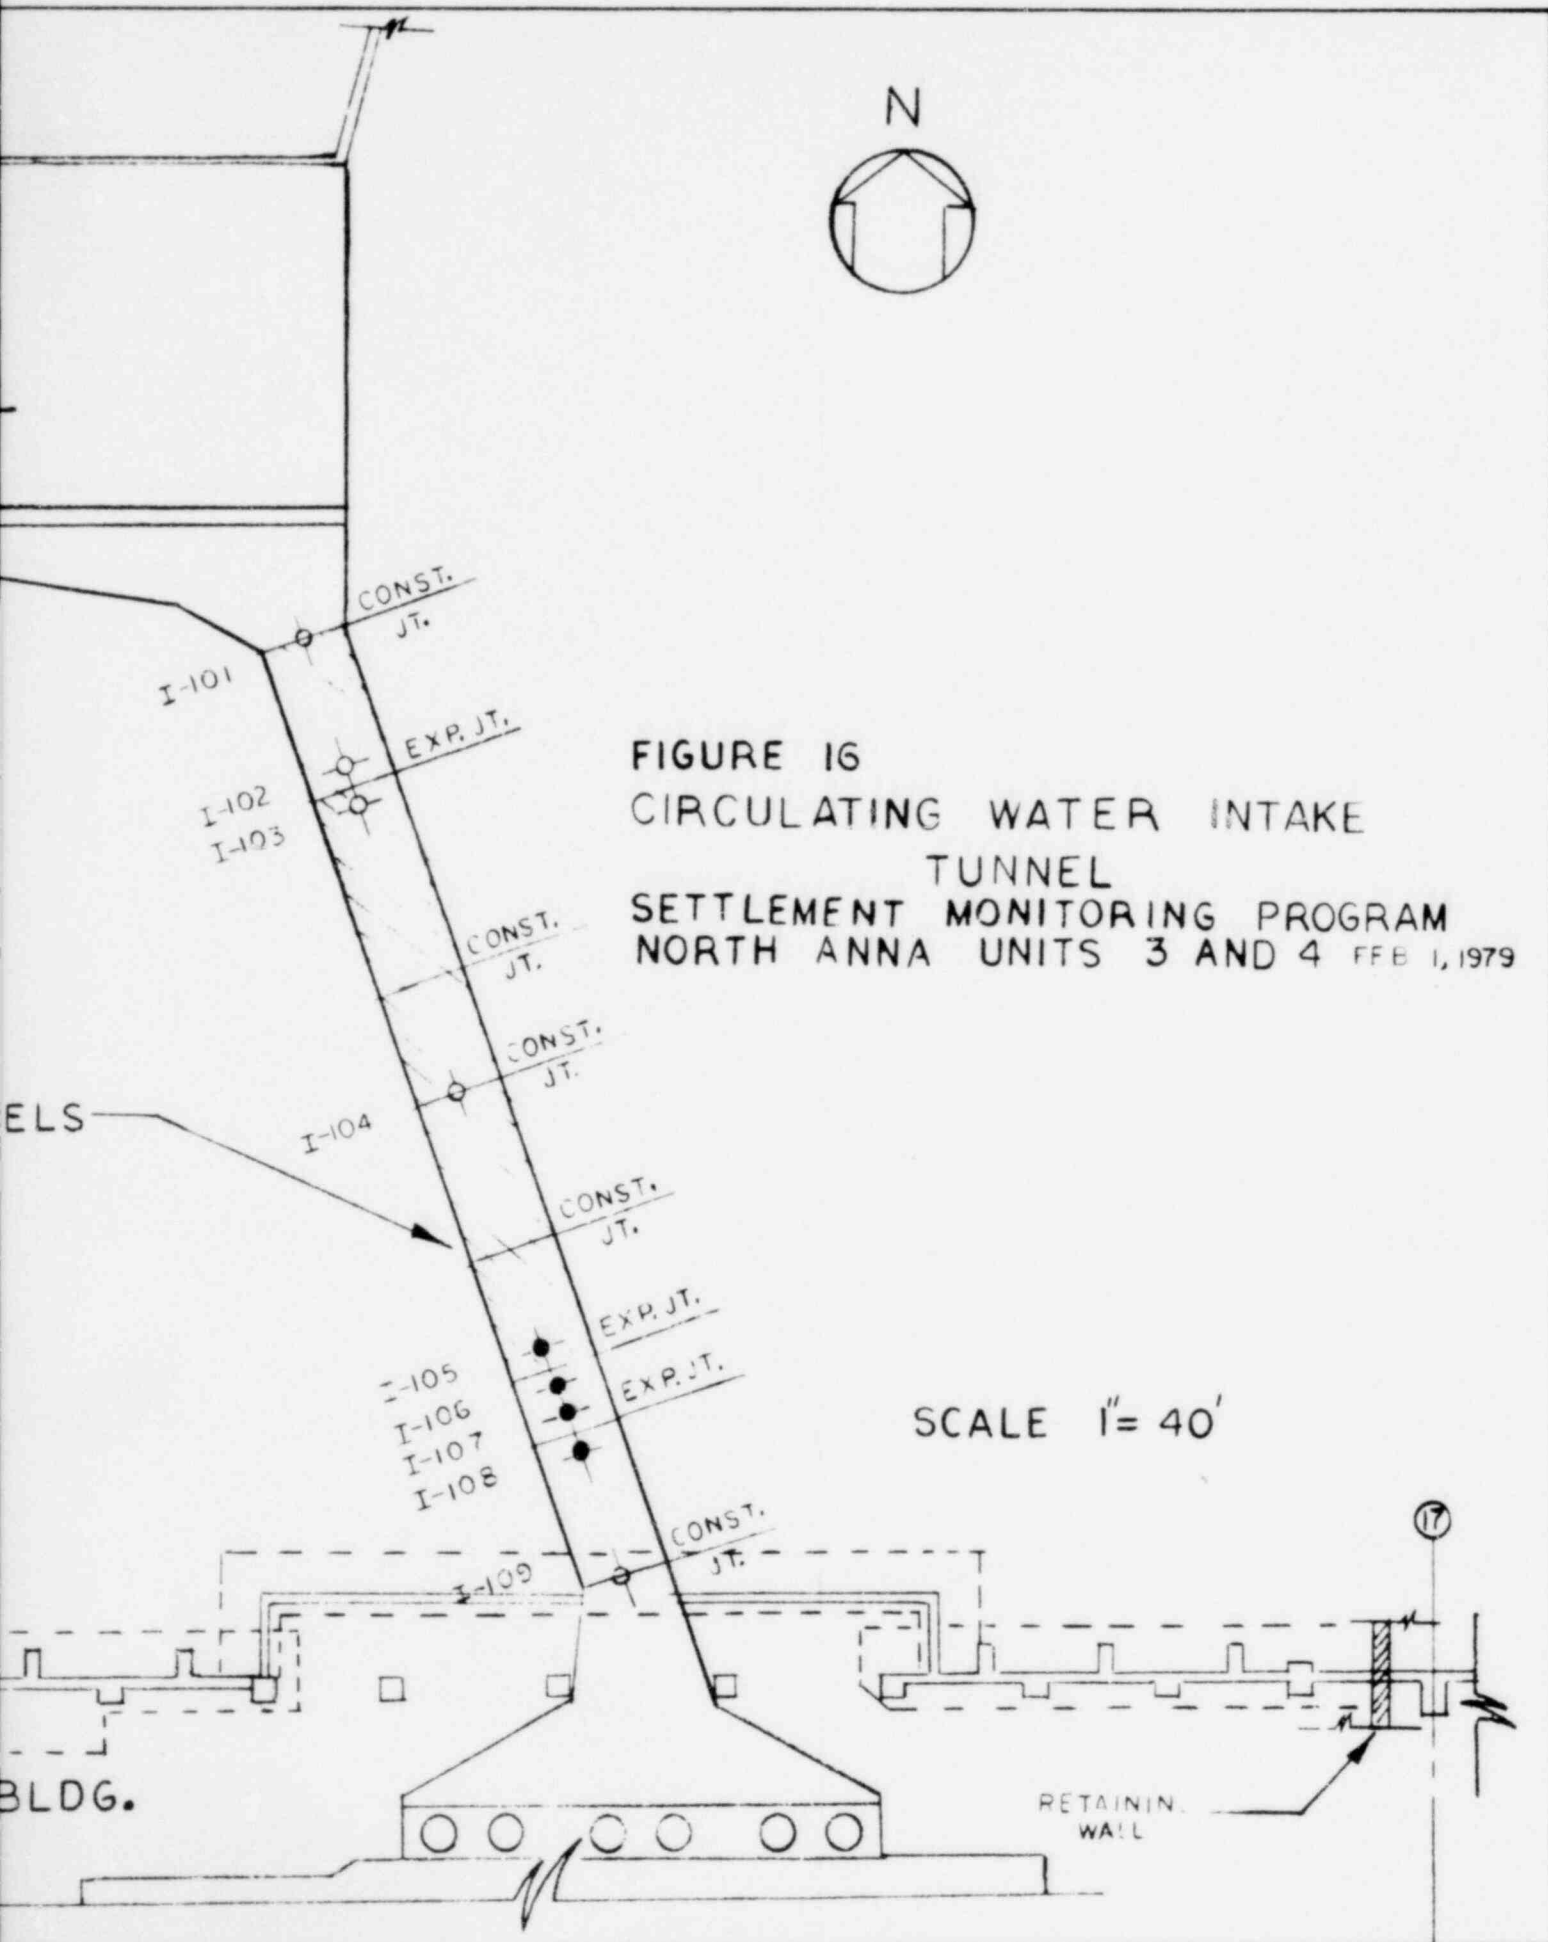 N
CONST.
JT.
I-101
EXP. JT.
I-102
I-103
FIGURE 16
CIRCULATING WATER INTAKE
TUNNEL
SETTLEMENT MONITORING PROGRAM
NORTH ANNA UNITS 3 AND 4 FEB 1, 1979
CONST.
JT.
CONST.
JT.
ELS
I-104
CONST.
JT.
EXP. JT.
I-105
EXP. JT.
I-106
I-107
I-108
SCALE 1"= 40'
CONST.
JT.
I-109
17
BLDG.
RETAININ
WALL